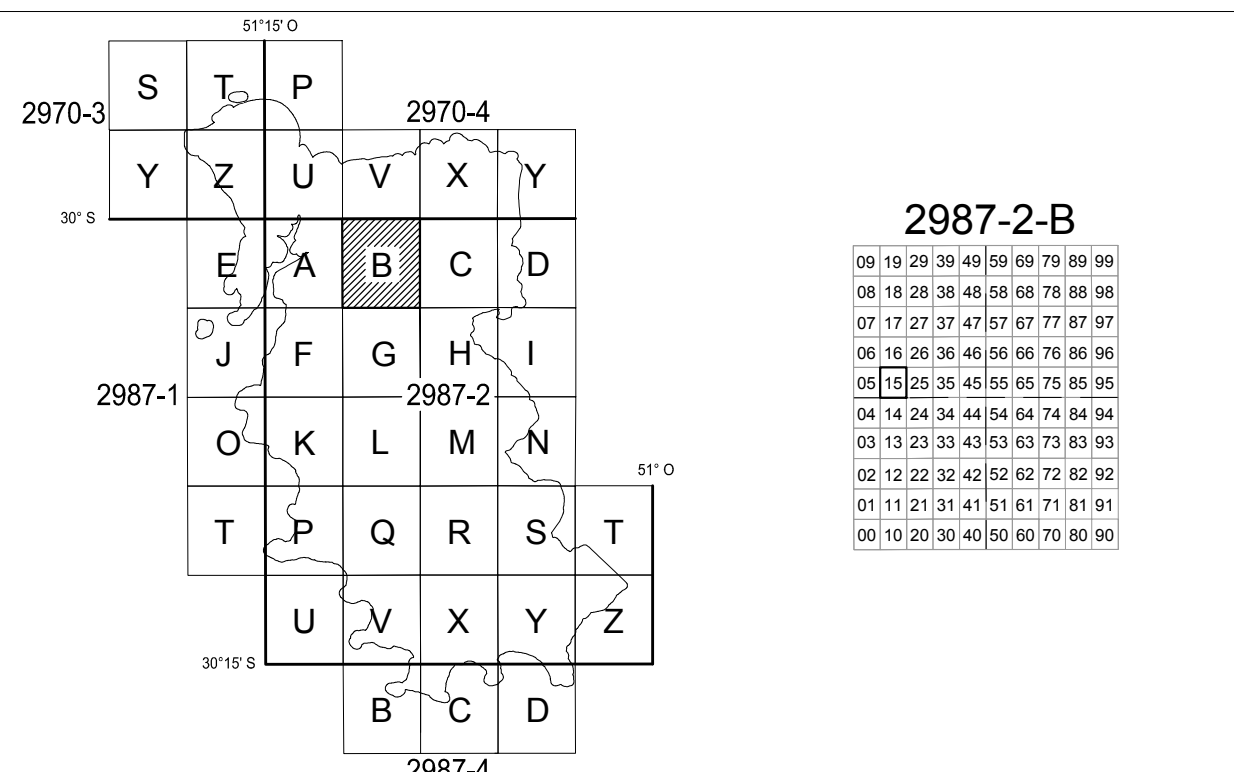 51°15' O
S T P
2970-3
2970-4
Y Z U V X Y
30° S
E A B C D
J F G H I
2987-1
2987-2
O K L M N
51° O
T P Q R S T
U V X Y Z
30°15' S
B C D
2987-4
2987-2-B
09 19 29 39 49 59 69 79 89 99
08 18 28 38 48 58 68 78 88 98
07 17 27 37 47 57 67 77 87 97
06 16 26 36 46 56 66 76 86 96
05 15 25 35 45 55 65 75 85 95
04 14 24 34 44 54 64 74 84 94
03 13 23 33 43 53 63 73 83 93
02 12 22 32 42 52 62 72 82 92
01 11 21 31 41 51 61 71 81 91
00 10 20 30 40 50 60 70 80 90